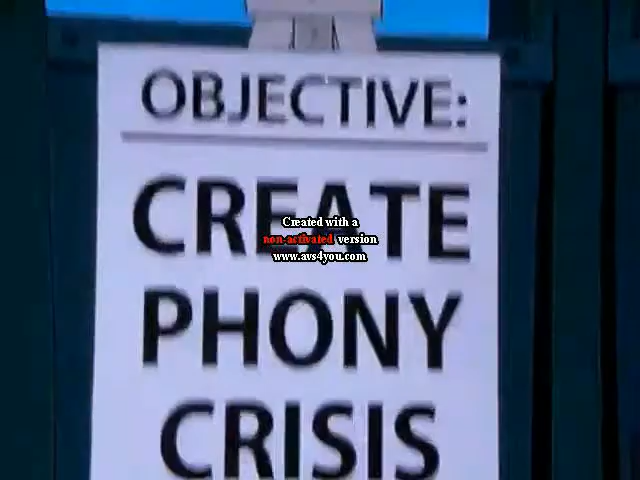 OBJECTIVE:
CREATE
Created with a
non-activated version
www.avs4you.com
PHONY
CRISIS